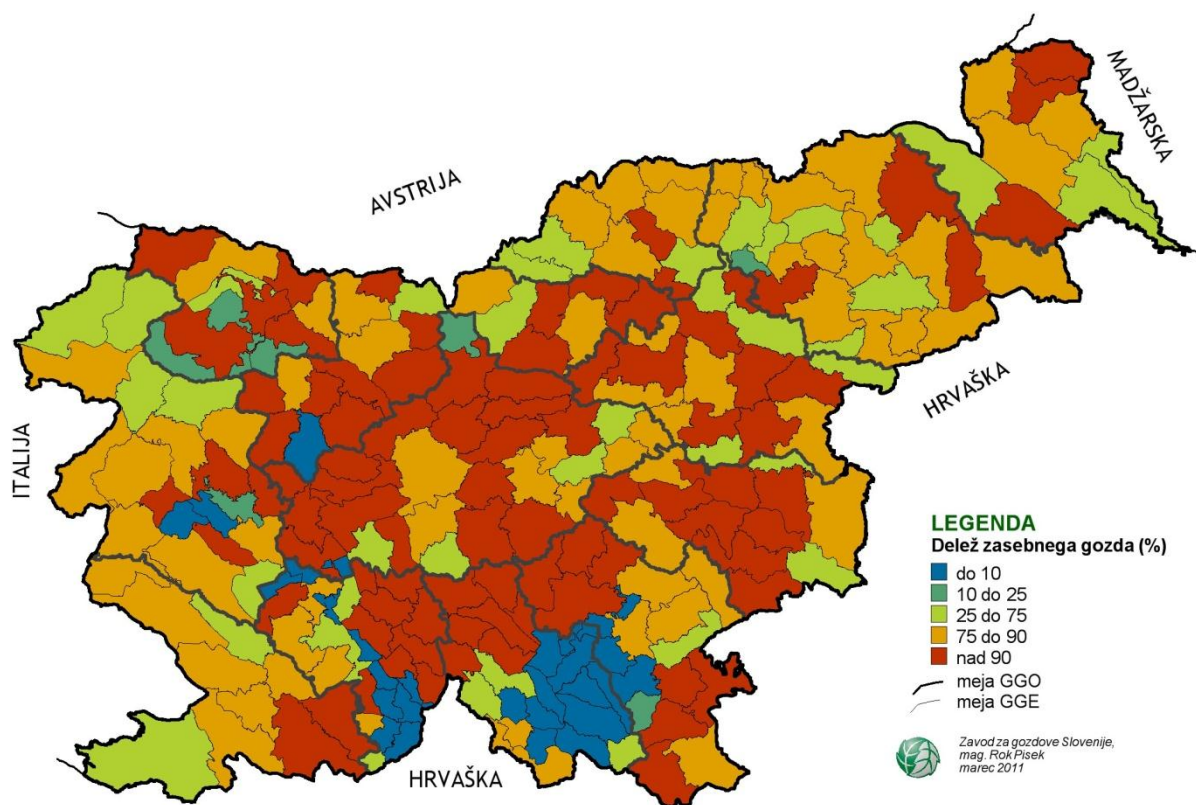 MADŽARSKA
AVSTRIJA
HRVAŠKA
ITALIJA
LEGENDA
Delež zasebnega gozda (%)
do 10
10 do 25
25 do 75
75 do 90
nad 90
meja GGO
meja GGE
Zavod za gozdove Slovenije,
mag. Rok Pisek
marec 2011
HRVAŠKA